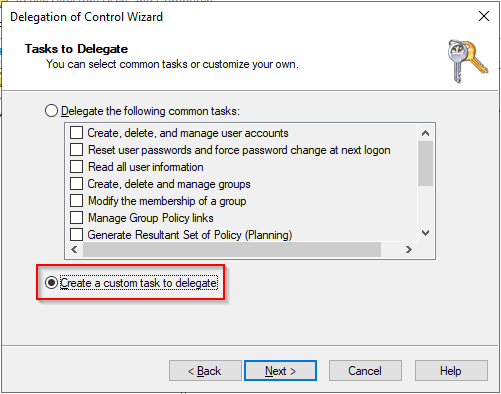 Delegation of Control Wizard
Tasks to Delegate
You can select common tasks or customize your own.
Delegate the following common tasks:
Create, delete, and manage user accounts
Reset user passwords and force password change at next logon
Read all user information
Create, delete and manage groups
Modify the membership of a group
Manage Group Policy links
Generate Resultant Set of Policy (Planning)
Create a custom task to delegate
< Back
Next >
Cancel
Help